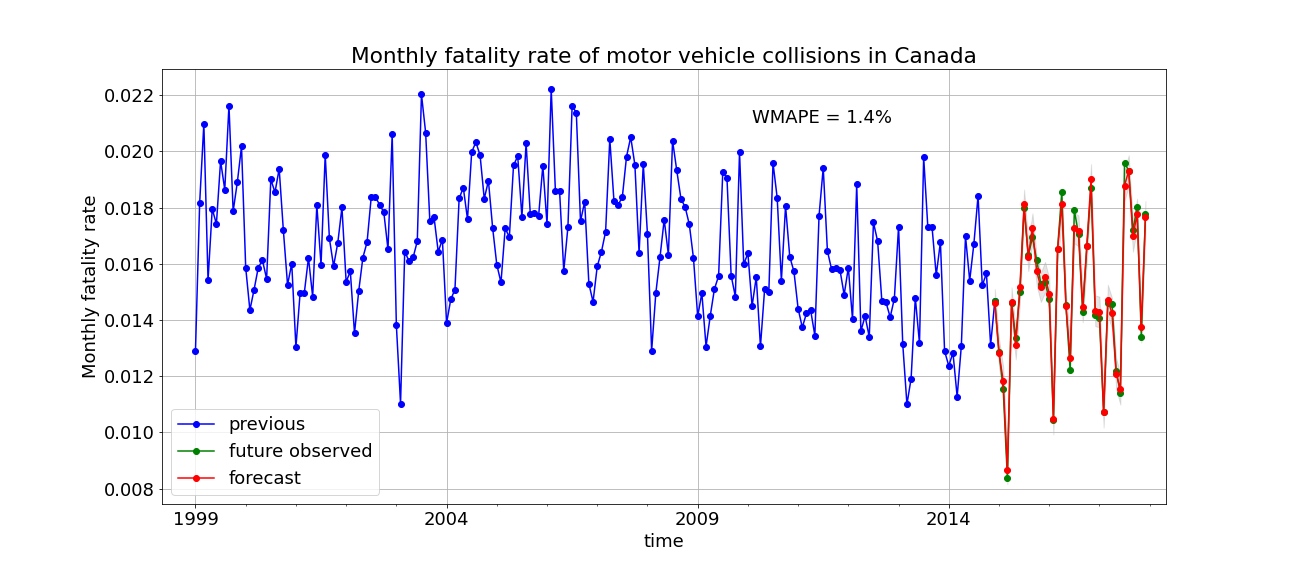 Monthly fatality rate of motor vehicle collisions in Canada
Monthly fatality rate
0.022
0.020
0.018
0.016
0.014
0.012
0.010
0.008
WMAPE = 1.4%
previous
future observed
forecast
1999 2004 2009 2014
time